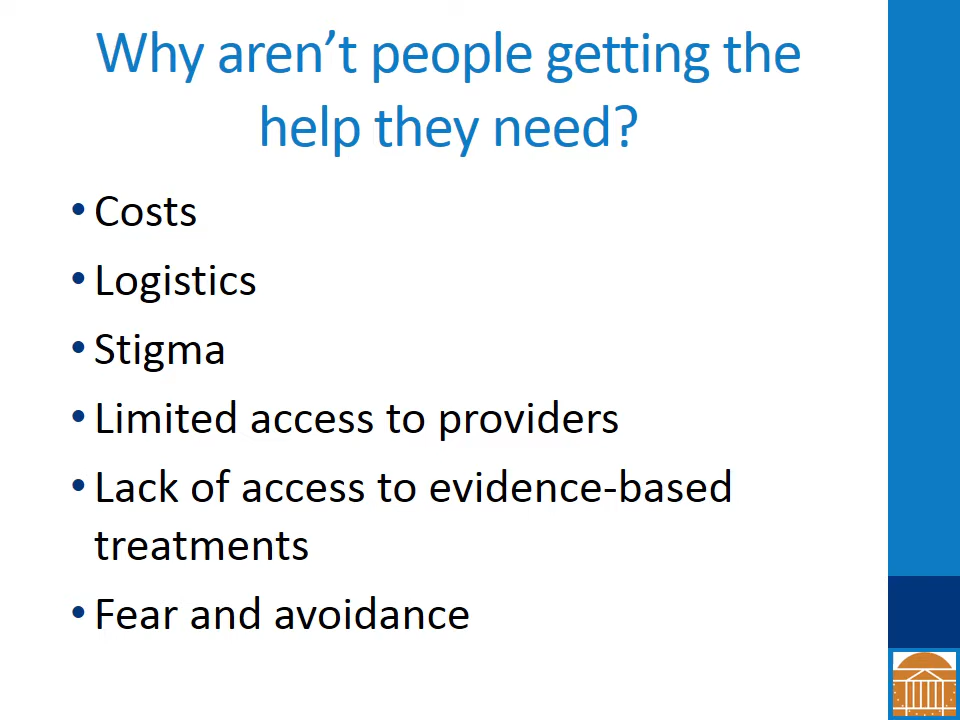 Why aren’t people getting the
help they need?
• Costs
• Logistics
• Stigma
• Limited access to providers
• Lack of access to evidence-based
treatments
• Fear and avoidance